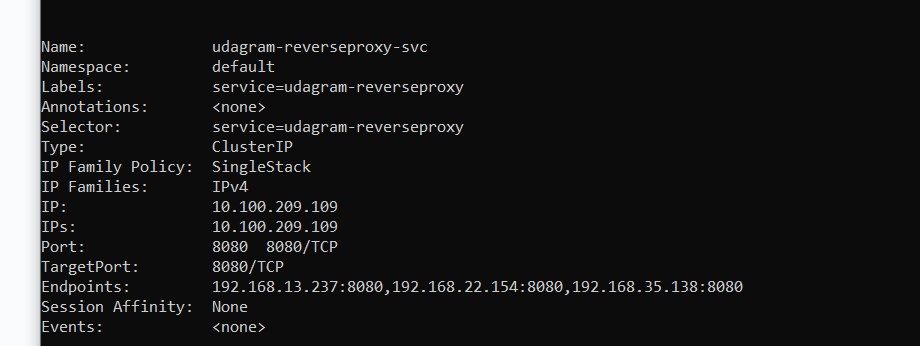 Name: udagram-reverseproxy-svc
Namespace: default
Labels: service=udagram-reverseproxy
Annotations: <none>
Selector: service=udagram-reverseproxy
Type: ClusterIP
IP Family Policy: SingleStack
IP Families: IPv4
IP: 10.100.209.109
IPs: 10.100.209.109
Port: 8080 8080/TCP
TargetPort: 8080/TCP
Endpoints: 192.168.13.237:8080,192.168.22.154:8080,192.168.35.138:8080
Session Affinity: None
Events: <none>